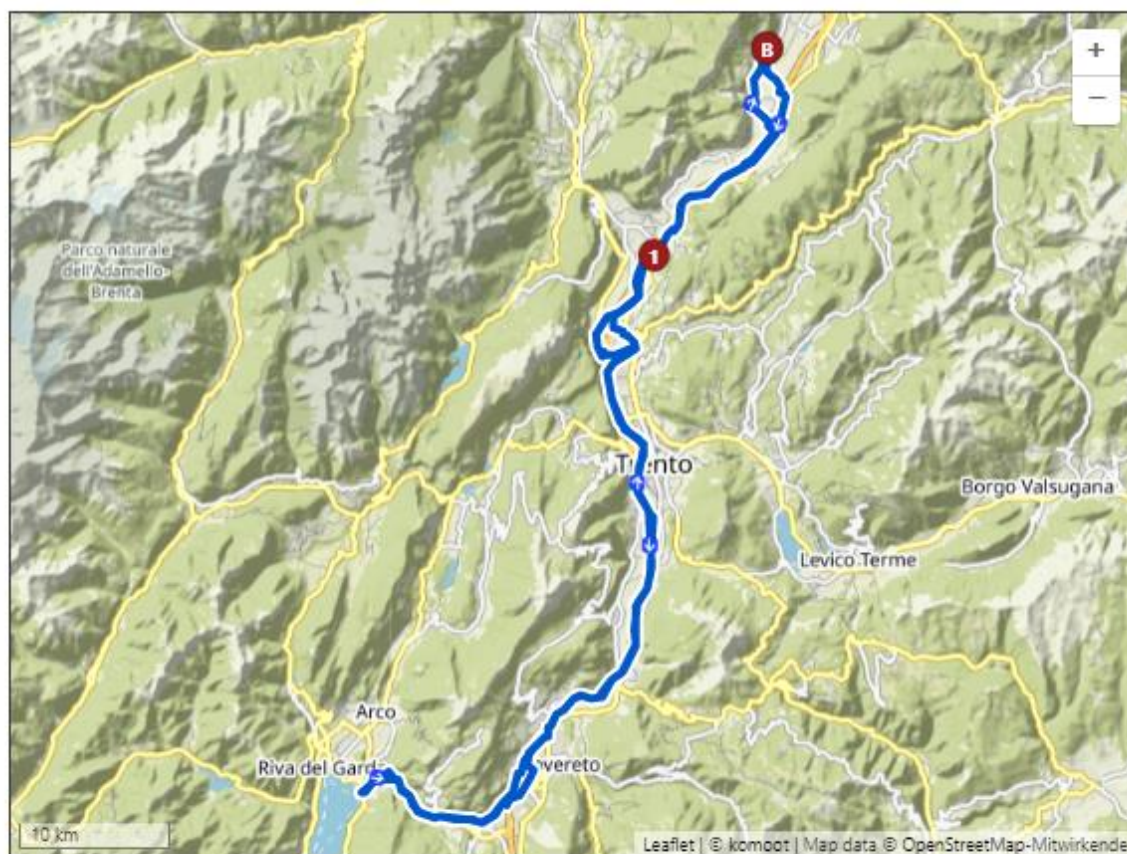 B
+
−
Parco naturale
dell'Adamello-
Brenta
1
Trento
Borgo Valsugana
Levico Terme
Arco
Riva del Garda
overeto
10 km
Leaflet | © komoot | Map data © OpenStreetMap-Mitwirkende